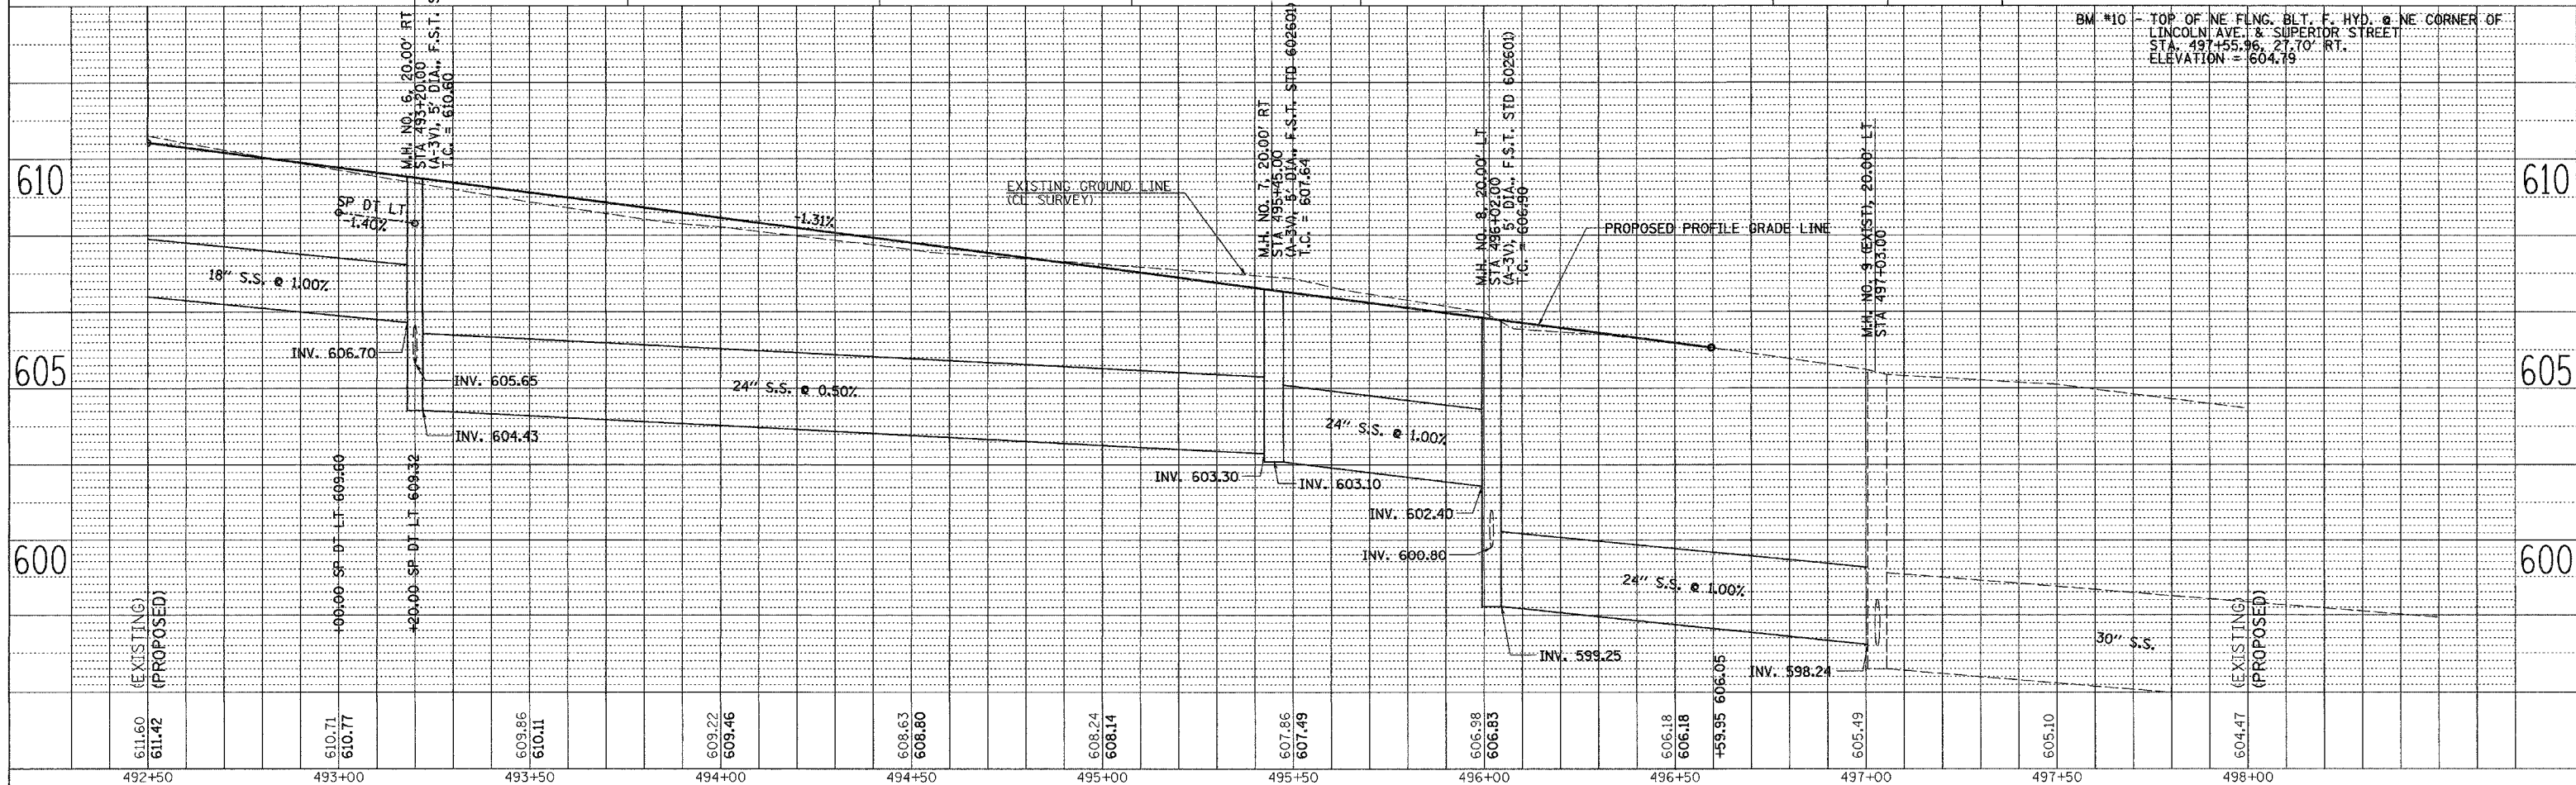 BM #10 - TOP OF NE FLNG. BLT. F. HYD. @ NE CORNER OF
LINCOLN AVE. & SUPERIOR STREET
STA. 497+55.96, 27.70' RT.
ELEVATION = 604.79
M.H. NO. 6, 20.00' RT
STA 493+20.00
(A-3V), 5' DIA., F.S.T.
T.C. = 610.60
M.H. NO. 7, 20.00' RT
STA 495+45.00
(A-3V), 5' DIA., F.S.T. STD 602601)
T.C. = 607.64
M.H. NO. 8, 20.00' LT
STA 496+02.00
(A-3V), 5' DIA., F.S.T. STD 602601)
T.C. = 606.90
M.H. NO. 9 (EXIST), 20.00' LT
STA 497+03.00
610
610
EXISTING GROUND LINE
(CL SURVEY)
SP DT LT
-1.40%
-1.31%
PROPOSED PROFILE GRADE LINE
18" S.S. @ 1.00%
INV. 606.70
INV. 605.65
605
605
24" S.S. @ 0.50%
INV. 604.43
24" S.S. @ 1.00%
INV. 603.30
INV. 603.10
INV. 602.40
INV. 600.80
600
600
24" S.S. @ 1.00%
INV. 599.25
INV. 598.24
30" S.S.
+00.00 SP DT LT 609.60
+20.00 SP DT LT 609.32
(EXISTING)
(PROPOSED)
(EXISTING)
(PROPOSED)
611.60
611.42
610.71
610.77
609.86
610.11
609.22
609.46
608.63
608.80
608.24
608.14
607.86
607.49
606.98
606.83
606.18
606.18
+59.95 606.05
605.49
605.10
604.47
492+50
493+00
493+50
494+00
494+50
495+00
495+50
496+00
496+50
497+00
497+50
498+00